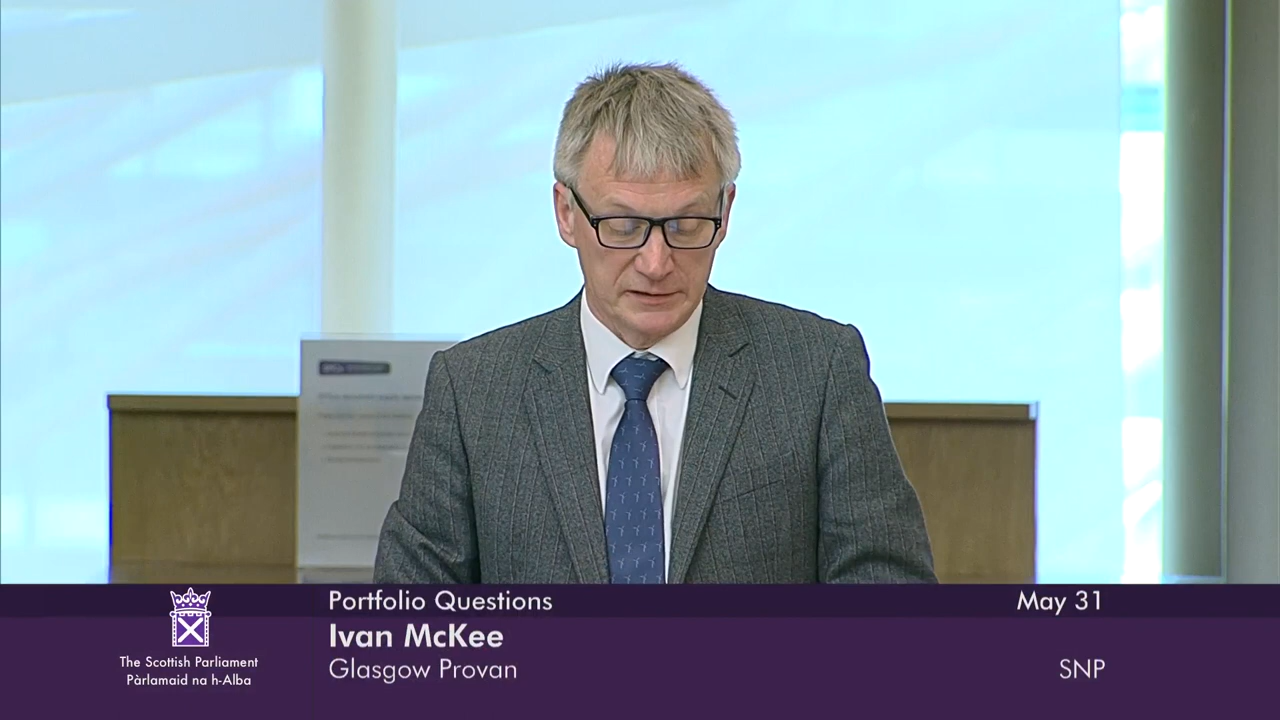 Portfolio Questions
May 31
Ivan McKee
Glasgow Provan
SNP
The Scottish Parliament
Pàrlamaid na h-Alba